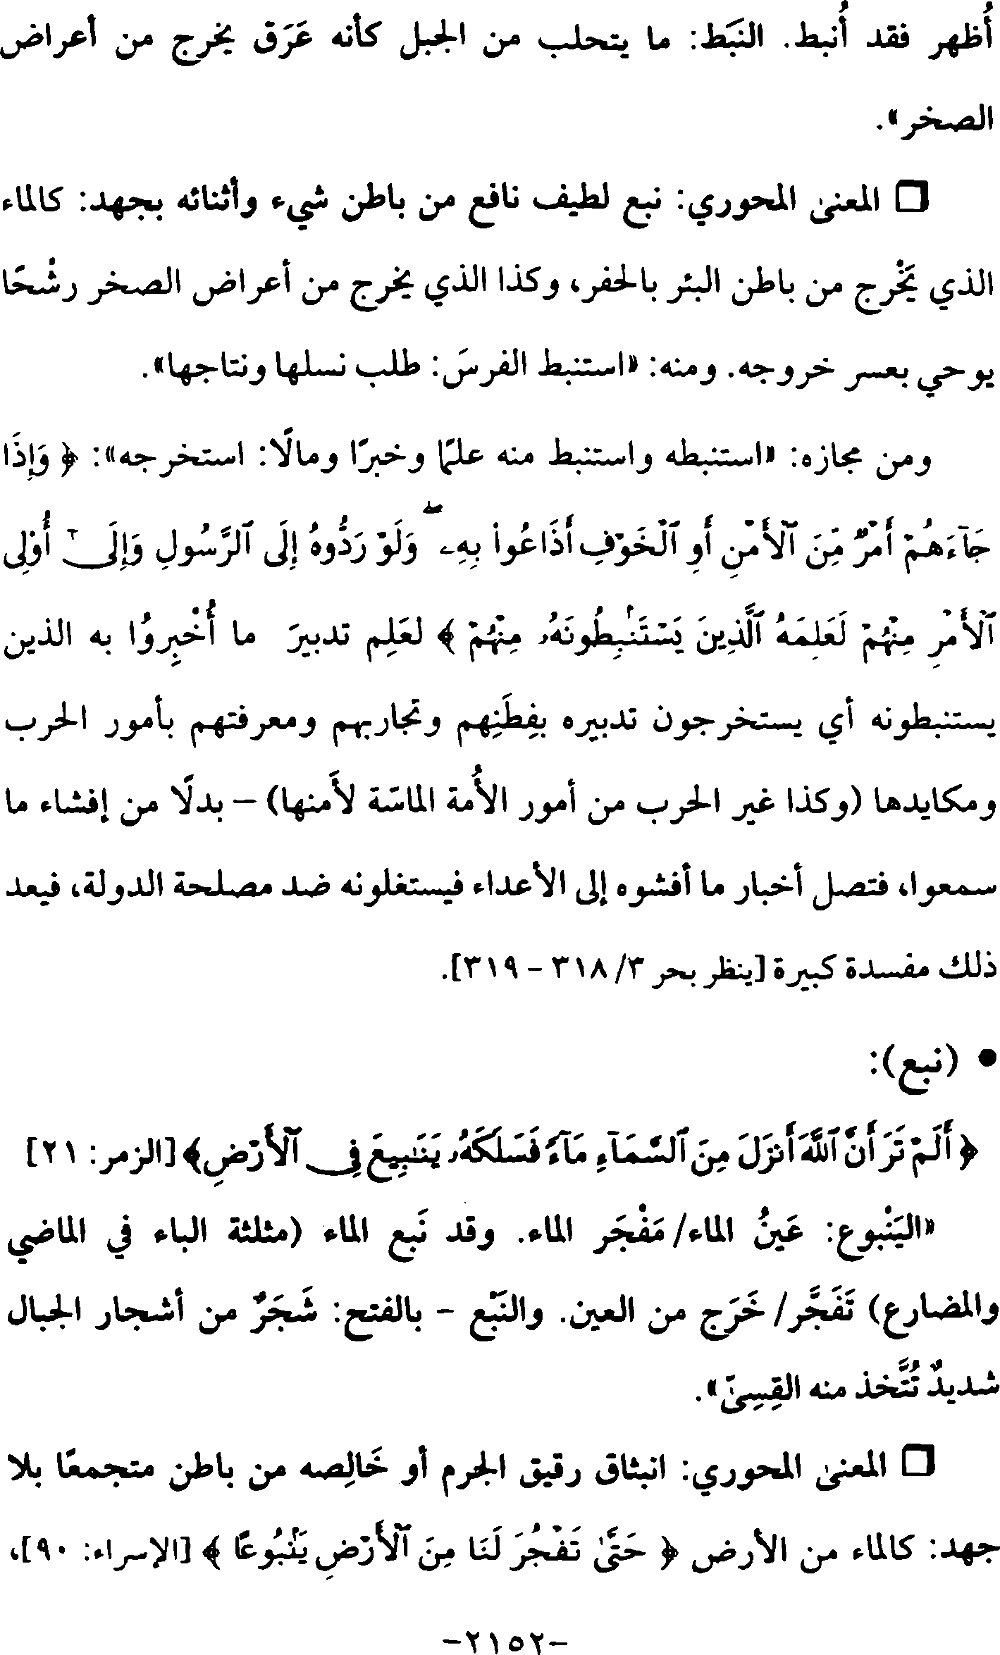 أُظهر فقد أُنبط. النَبَط: ما يتحلب من الجبل كأنه عَرَق يخرج من أعراض
الصخر».
❒ المعنىٰ المحوري: نبع لطيف نافع من باطن شيء وأثنائه بجهد: كالماء
الذي يَخْرج من باطن البئر بالحفر، وكذا الذي يخرج من أعراض الصخر رشْحًا
يوحي بعسر خروجه. ومنه: «استنبط الفرسَ: طلب نسلها ونتاجها».
ومن مجازه: «استنبطه واستنبط منه علمًا وخبرًا ومالًا: استخرجه»: ﴿ وَإِذَا
جَآءَهُمْ أَمْرٌ مِّنَ ٱلْأَمْنِ أَوِ ٱلْخَوْفِ أَذَاعُوا۟ بِهِۦ ۖ وَلَوْ رَدُّوهُ إِلَى ٱلرَّسُولِ وَإِلَىٰٓ أُو۟لِى
ٱلْأَمْرِ مِنْهُمْ لَعَلِمَهُ ٱلَّذِينَ يَسْتَنۢبِطُونَهُۥ مِنْهُمْ ﴾ لعَلِم تدبيرَ ما أُخْبِرُوا به الذين
يستنبطونه أي يستخرجون تدبيره بفِطَنِهم وتجاربهم ومعرفتهم بأمور الحرب
ومكايدها (وكذا غير الحرب من أمور الأُمة الماسّة لأَمنها) – بدلًا من إفشاء ما
سمعوا، فتصل أخبار ما أفشوه إلى الأعداء فيستغلونه ضد مصلحة الدولة، فيعد
ذلك مفسدة كبيرة [ينظر بحر ٣/ ٣١٨ – ٣١٩].
• (نبع):
﴿ أَلَمْ تَرَ أَنَّ ٱللَّهَ أَنزَلَ مِنَ ٱلسَّمَآءِ مَآءً فَسَلَكَهُۥ يَنَٰبِيعَ فِى ٱلْأَرْضِ﴾ [الزمر: ٢١]
«اليَنْبوع: عَينُ الماء/ مَفْجَر الماء. وقد نَبع الماء (مثلثة الباء في الماضي
والمضارع) تَفَجَّر/ خَرَج من العين. والنَبْع – بالفتح: شَجَرٌ من أشجار الجبال
شديدٌ تُتَّخذ منه القِسِىّ».
❒ المعنىٰ المحوري: انبثاق رقيق الجرم أو خَالِصه من باطن متجمعًا بلا
جهد: كالماء من الأرض ﴿ حَتَّىٰ تَفْجُرَ لَنَا مِنَ ٱلْأَرْضِ يَنۢبُوعًا ﴾ [الإسراء: ٩٠]،
-٢١٥٢-